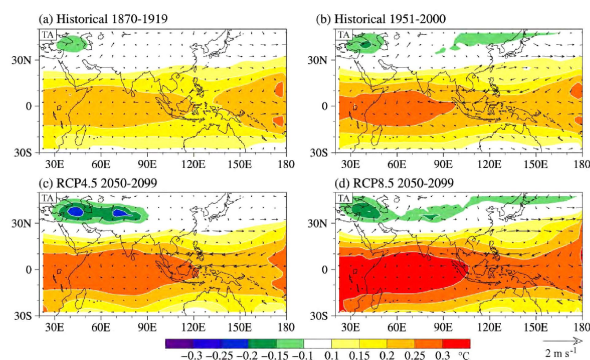 (a) Historical 1870-1919
(b) Historical 1951-2000
TA
TA
30N
30N
0
0
30S
30S
30E 60E 90E 120E 150E 180
30E 60E 90E 120E 150E 180
(c) RCP4.5 2050-2099
(d) RCP8.5 2050-2099
TA
TA
30N
30N
0
0
30S
30S
30E 60E 90E 120E 150E 180
30E 60E 90E 120E 150E 180
−0.3 −0.25 −0.2 −0.15 −0.1 0.1 0.15 0.2 0.25 0.3 °C
2 m s⁻¹